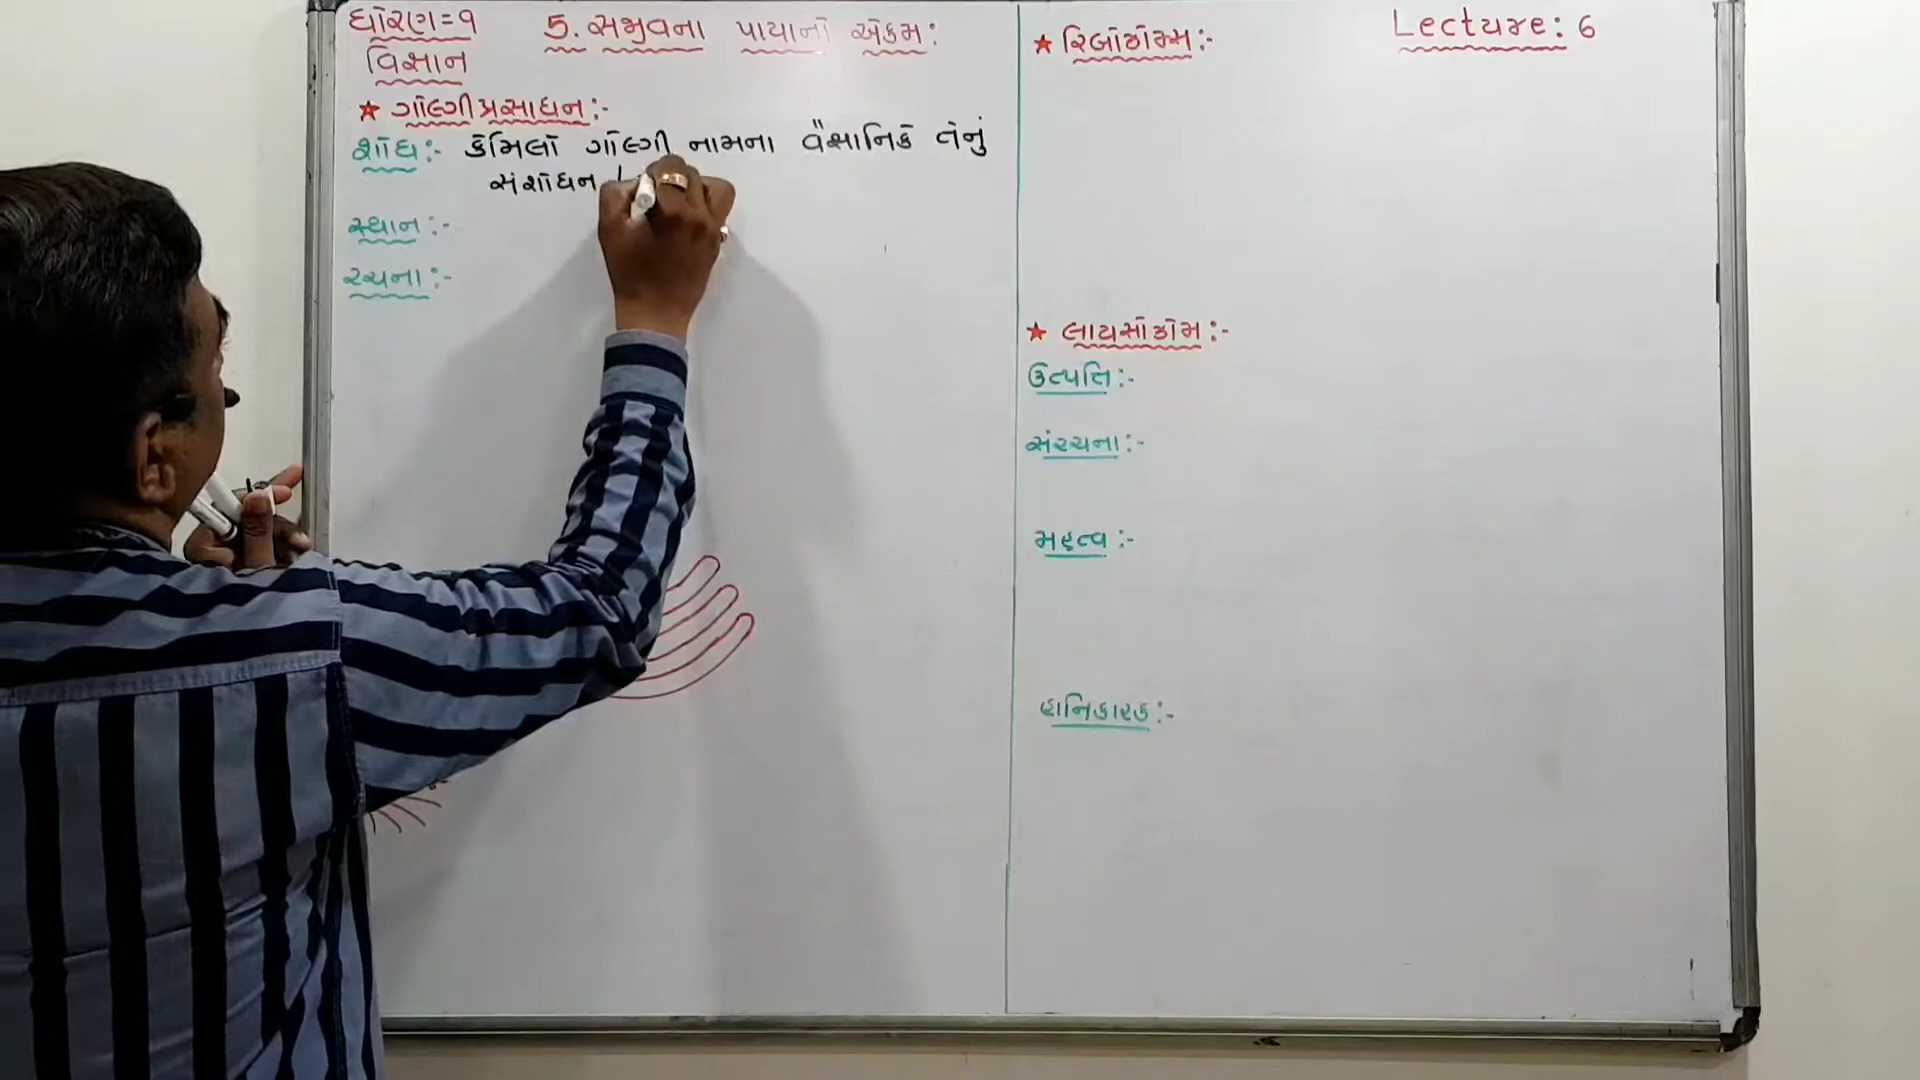 ધોરણ=૧ 5. સજીવના પાયાનો એકમ:
વિજ્ઞાન
★ ગોલ્ગીપ્રસાધન:-
શોધ:- કેમિલો ગોલ્ગી નામના વૈજ્ઞાનિકે તેનું
સંશોધન
સ્થાન:-
રચના:-
Lecture: 6
★ રિબોઝોમ્સ:-
★ લાયસોઝોમ:-
ઉત્પત્તિ:-
સંરચના:-
મહત્વ:-
હાનિકારક:-